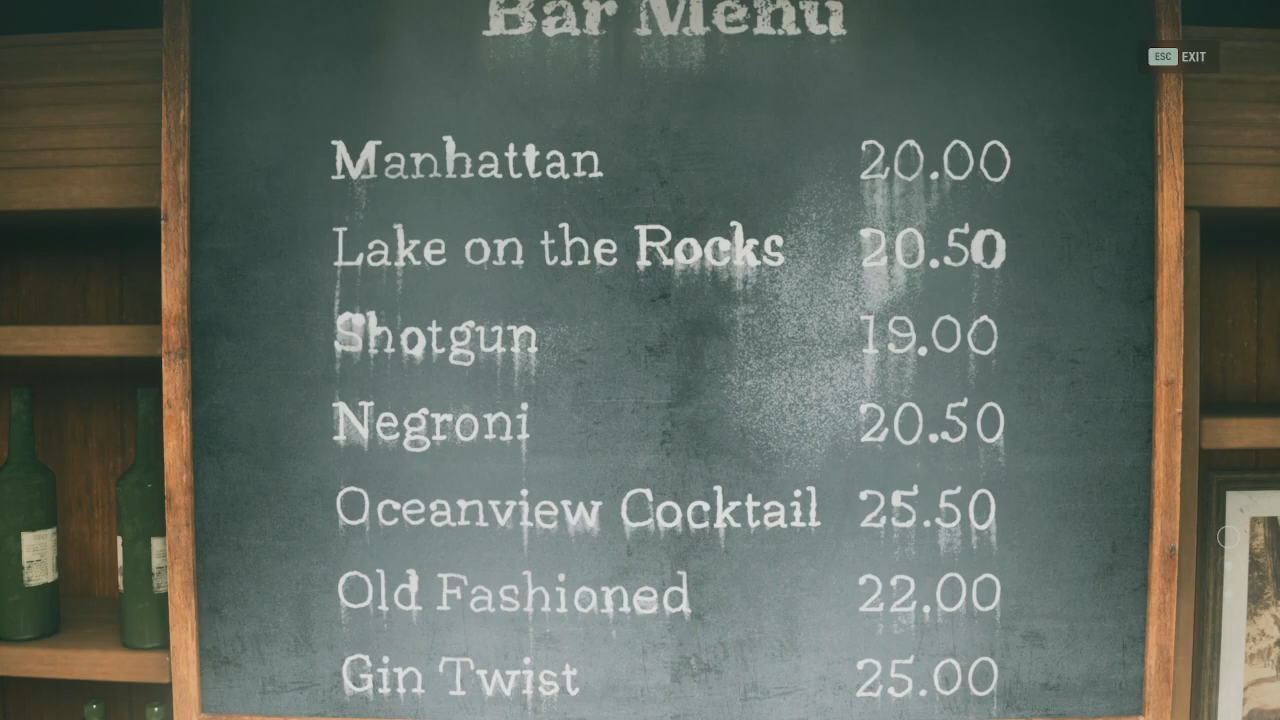 Bar Menu
ESC EXIT
Manhattan 20.00
Lake on the Rocks 20.50
Shotgun 19.00
Negroni 20.50
Oceanview Cocktail 25.50
Old Fashioned 22.00
Gin Twist 25.00